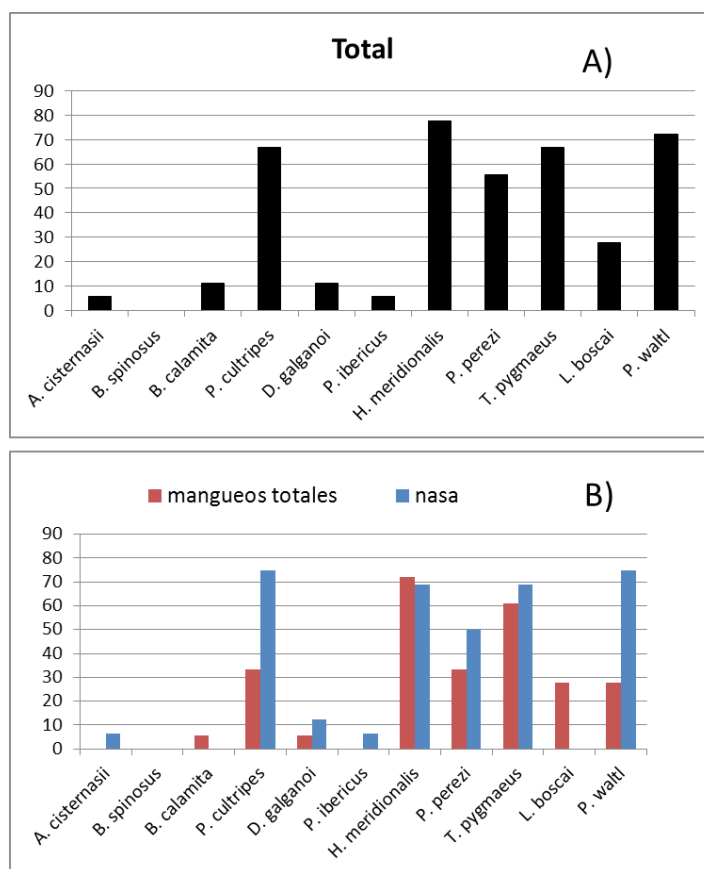 Total
A)
90
80
70
60
50
40
30
20
10
0
A. cisternasii
B. spinosus
B. calamita
P. cultripes
D. galganoi
P. ibericus
H. meridionalis
P. perezi
T. pygmaeus
L. boscai
P. waltl
B)
mangueos totales nasa
90
80
70
60
50
40
30
20
10
0
A. cisternasii
B. spinosus
B. calamita
P. cultripes
D. galganoi
P. ibericus
H. meridionalis
P. perezi
T. pygmaeus
L. boscai
P. waltl